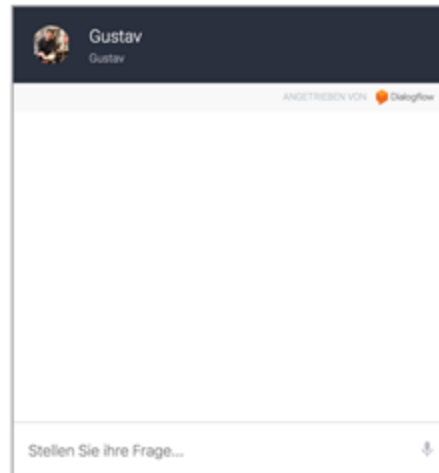 Gustav
Gustav
ANGETRIEBEN VON Dialogflow
Stellen Sie ihre Frage...